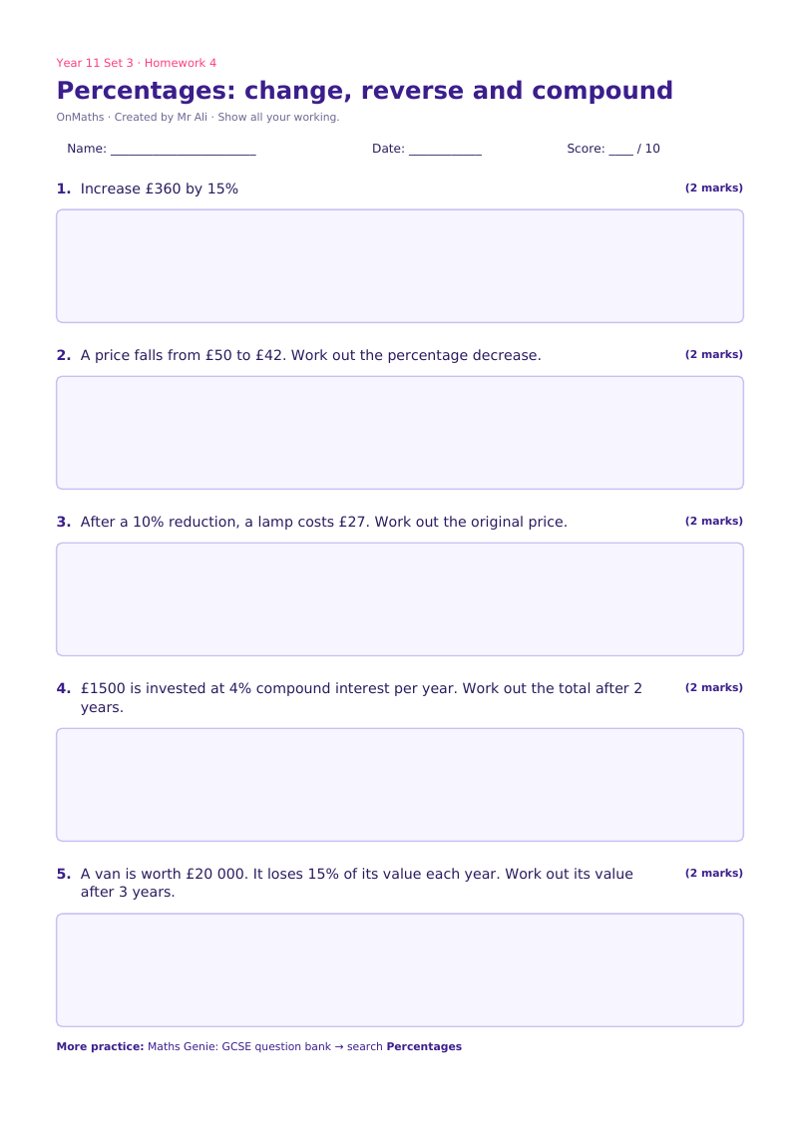 Year 11 Set 3 · Homework 4
Percentages: change, reverse and compound
OnMaths · Created by Mr Ali · Show all your working.
Name: ________________________ Date: ____________ Score: ____ / 10
1. Increase £360 by 15% (2 marks)
2. A price falls from £50 to £42. Work out the percentage decrease. (2 marks)
3. After a 10% reduction, a lamp costs £27. Work out the original price. (2 marks)
4. £1500 is invested at 4% compound interest per year. Work out the total after 2 (2 marks)
years.
5. A van is worth £20 000. It loses 15% of its value each year. Work out its value (2 marks)
after 3 years.
More practice: Maths Genie: GCSE question bank → search Percentages